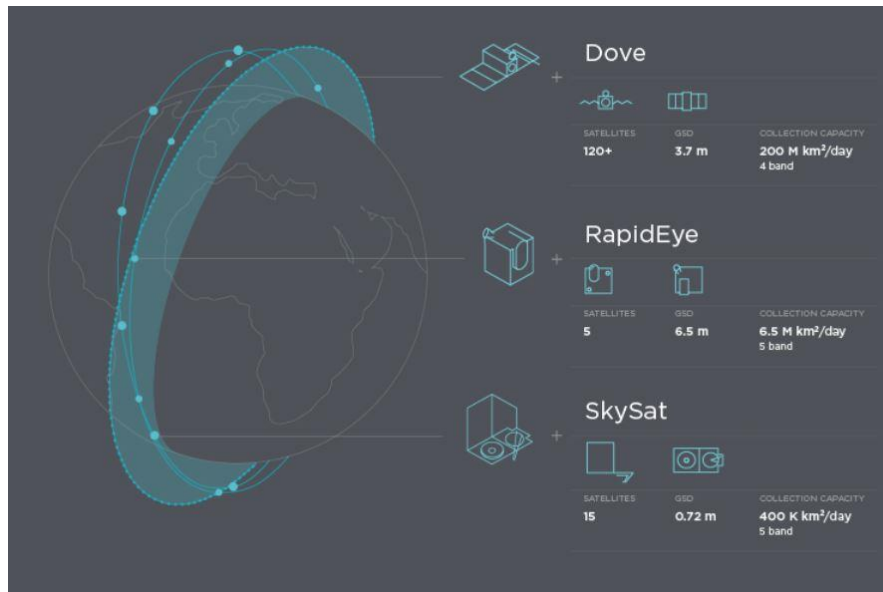 Dove
SATELLITES GSD COLLECTION CAPACITY
120+ 3.7 m 200 M km²/day
4 band
RapidEye
SATELLITES GSD COLLECTION CAPACITY
5 6.5 m 6.5 M km²/day
5 band
SkySat
SATELLITES GSD COLLECTION CAPACITY
15 0.72 m 400 K km²/day
5 band